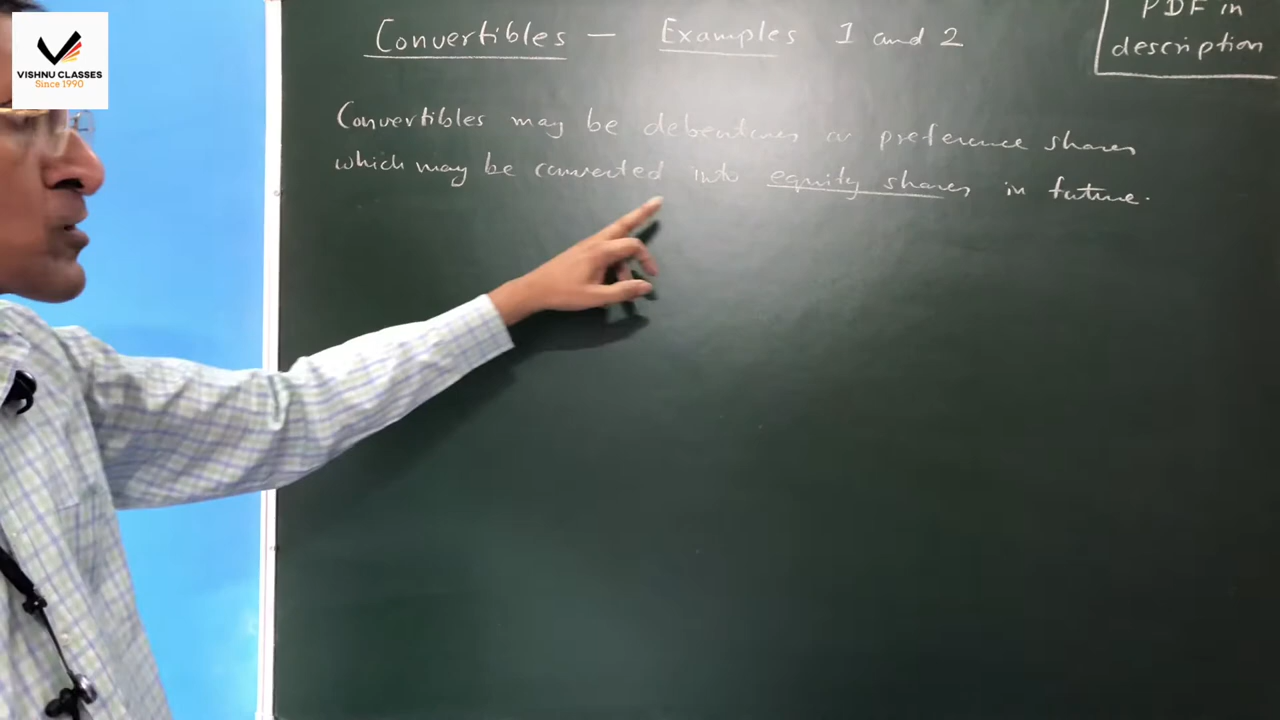 VISHNU CLASSES
Since 1990
Convertibles – Examples 1 and 2
PDF in
description
Convertibles may be debentures or preference shares
which may be converted into equity shares in future.